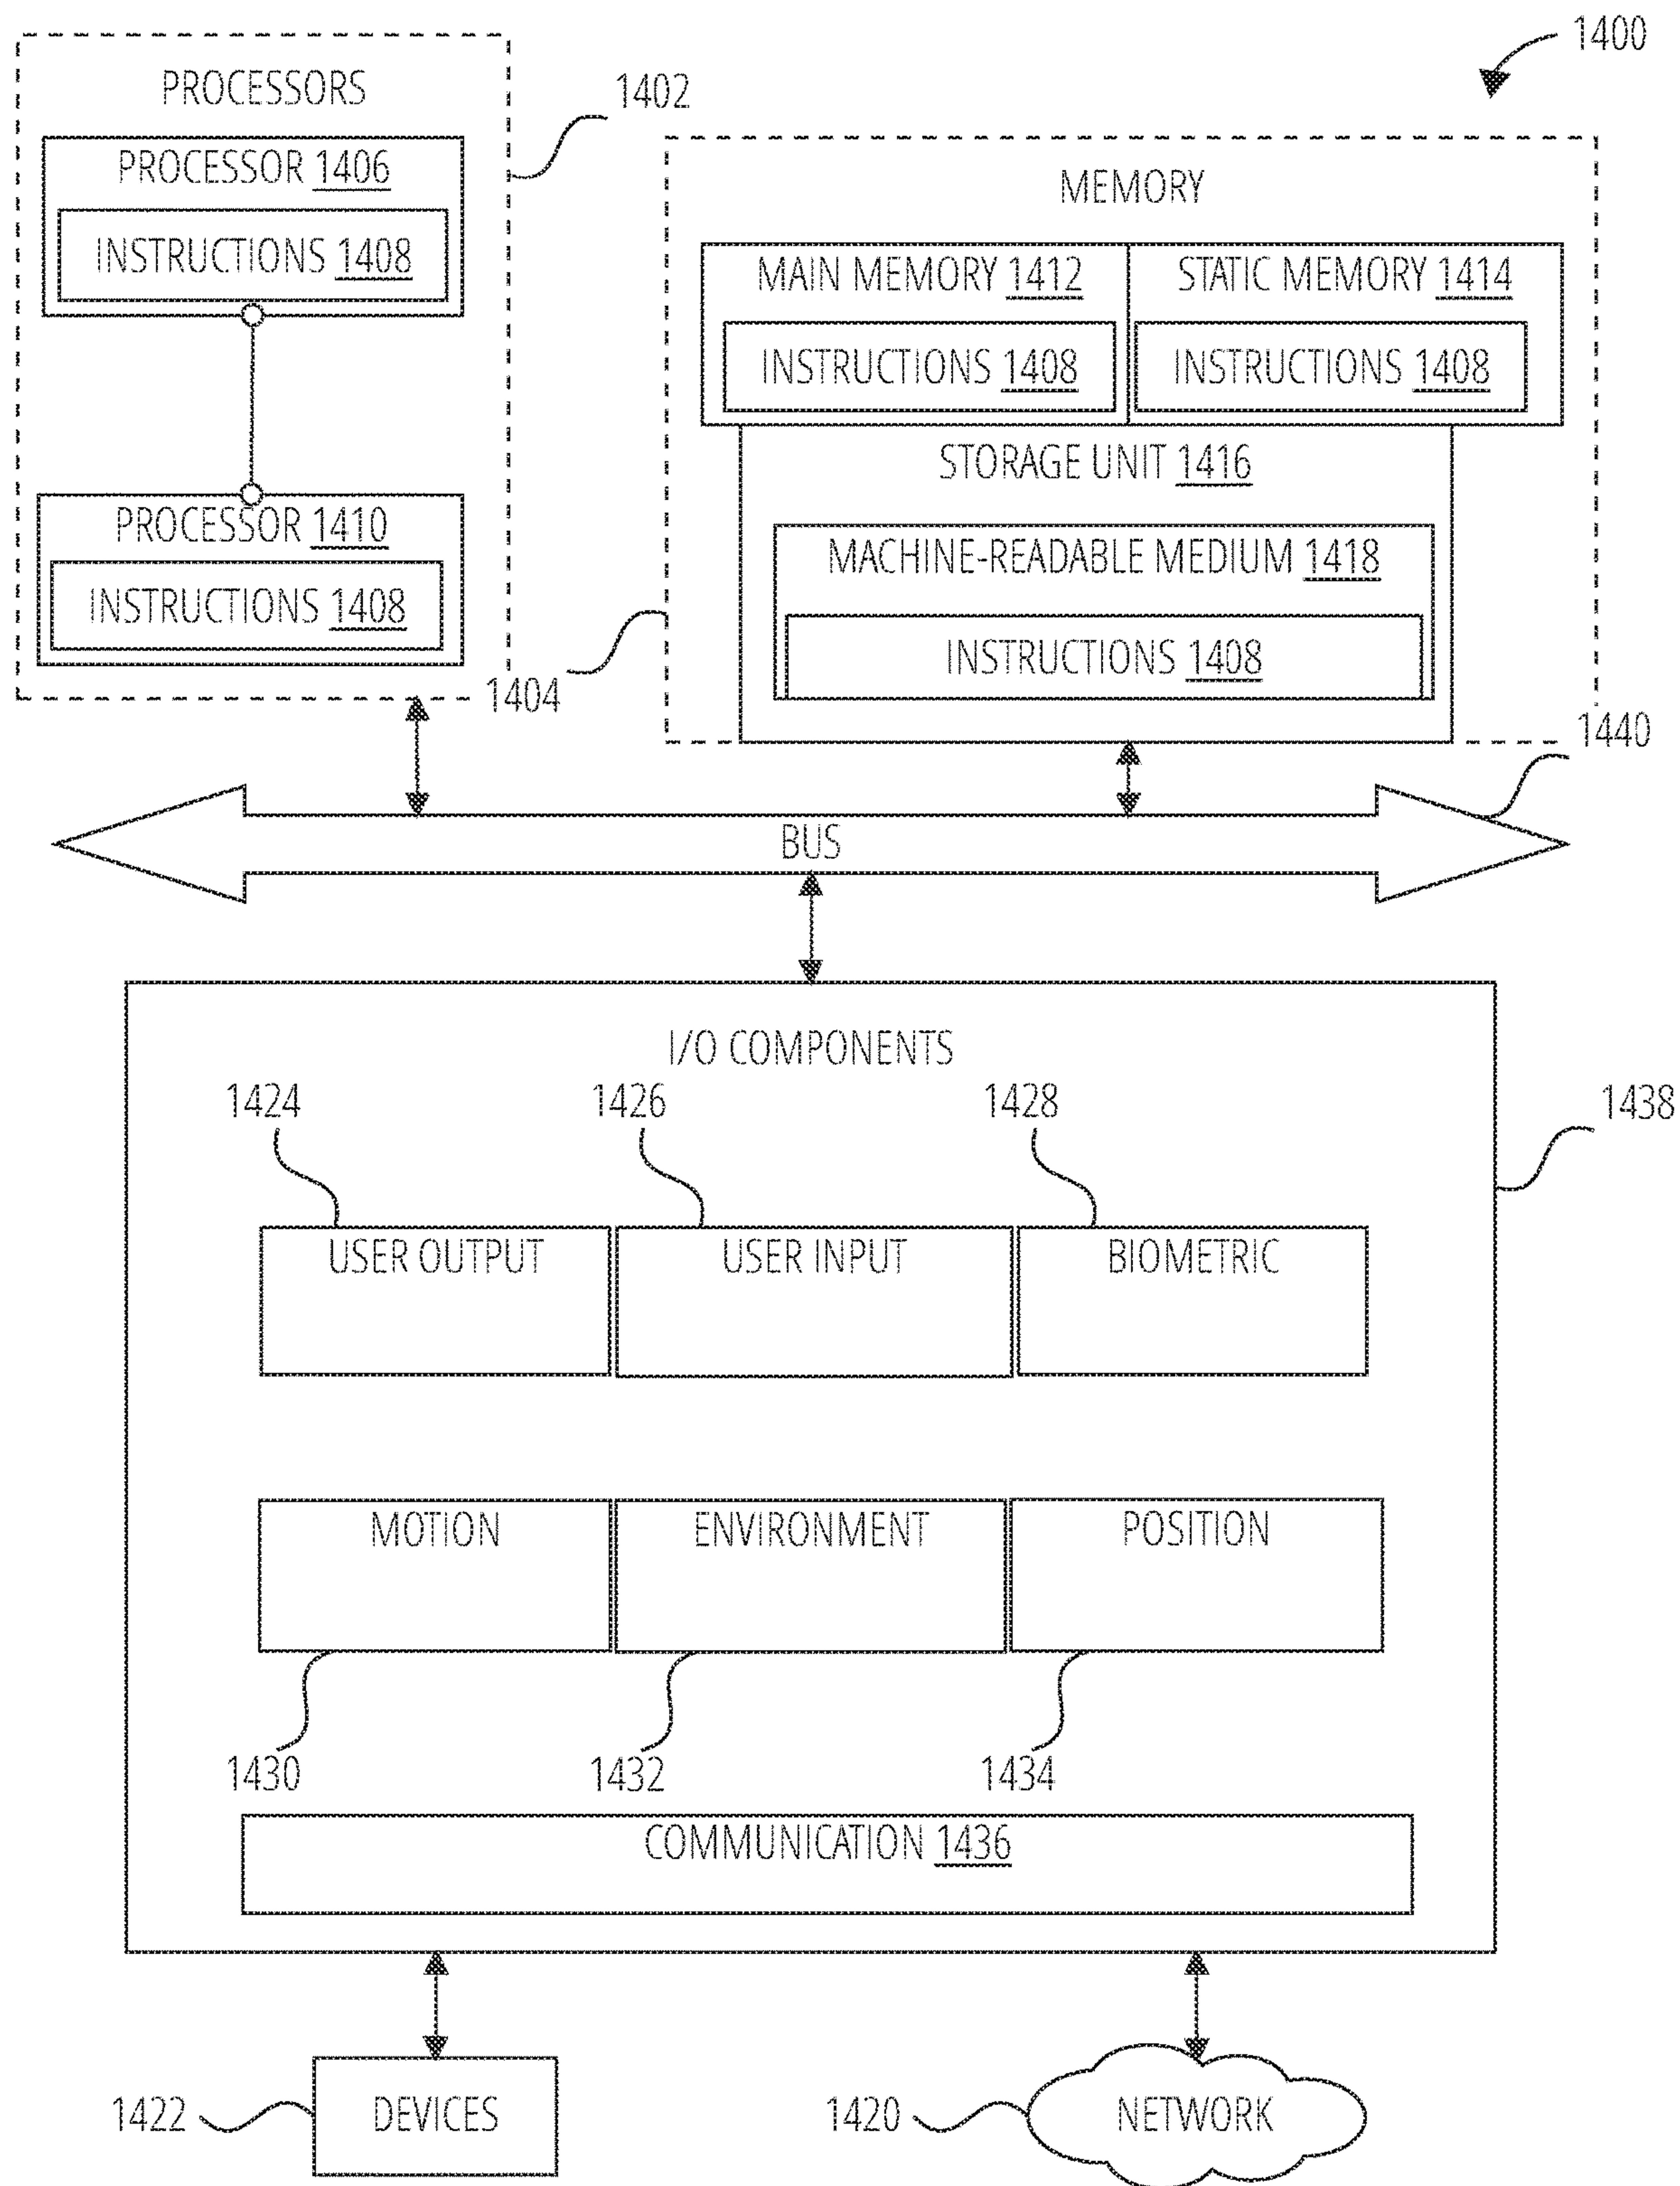 1400
PROCESSORS
1402
PROCESSOR 1406
INSTRUCTIONS 1408
PROCESSOR 1410
INSTRUCTIONS 1408
1404
MEMORY
MAIN MEMORY 1412
INSTRUCTIONS 1408
STATIC MEMORY 1414
INSTRUCTIONS 1408
STORAGE UNIT 1416
MACHINE-READABLE MEDIUM 1418
INSTRUCTIONS 1408
1440
BUS
I/O COMPONENTS
1438
1424
1426
1428
USER OUTPUT
USER INPUT
BIOMETRIC
MOTION
ENVIRONMENT
POSITION
1430
1432
1434
COMMUNICATION 1436
1422
DEVICES
1420
NETWORK